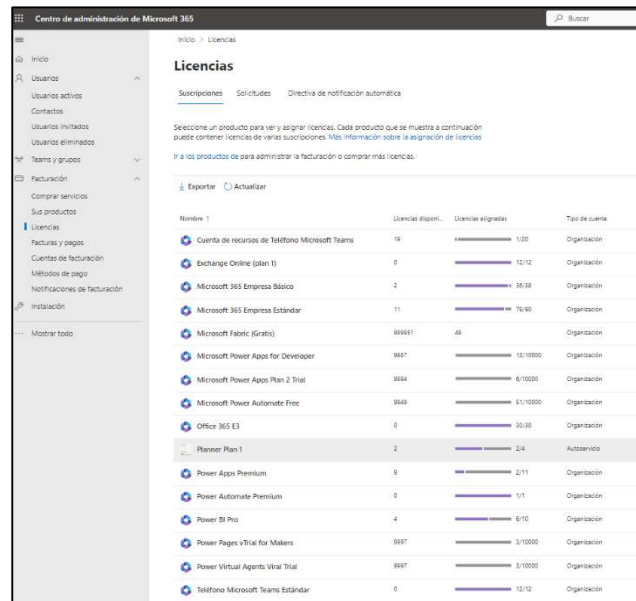 Centro de administración de Microsoft 365
Buscar
Inicio
Usuarios
Usuarios activos
Contactos
Usuarios invitados
Usuarios eliminados
Teams y grupos
Facturación
Comprar servicios
Sus productos
Licencias
Facturas y pagos
Cuentas de facturación
Métodos de pago
Notificaciones de facturación
Instalación
Mostrar todo
Inicio > Licencias
Licencias
Suscripciones Solicitudes Directiva de notificación automática
Seleccione un producto para ver y asignar licencias. Cada producto que se muestra a continuación
puede contener licencias de varias suscripciones. Más información sobre la asignación de licencias
Ir a los productos de para administrar la facturación o comprar más licencias.
Exportar Actualizar
Nombre ↑ Licencias disponi... Licencias asignadas Tipo de cuenta
Cuenta de recursos de Teléfono Microsoft Teams 19 1/20 Organización
Exchange Online (plan 1) 0 12/12 Organización
Microsoft 365 Empresa Básico 2 36/38 Organización
Microsoft 365 Empresa Estándar 11 79/90 Organización
Microsoft Fabric (Gratis) 999951 49 Organización
Microsoft Power Apps for Developer 9987 13/10000 Organización
Microsoft Power Apps Plan 2 Trial 9994 6/10000 Organización
Microsoft Power Automate Free 9949 51/10000 Organización
Office 365 E3 0 30/30 Organización
Planner Plan 1 2 2/4 Autoservicio
Power Apps Premium 9 2/11 Organización
Power Automate Premium 0 1/1 Organización
Power BI Pro 4 6/10 Organización
Power Pages vTrial for Makers 9997 3/10000 Organización
Power Virtual Agents Viral Trial 9997 3/10000 Organización
Teléfono Microsoft Teams Estándar 0 12/12 Organización